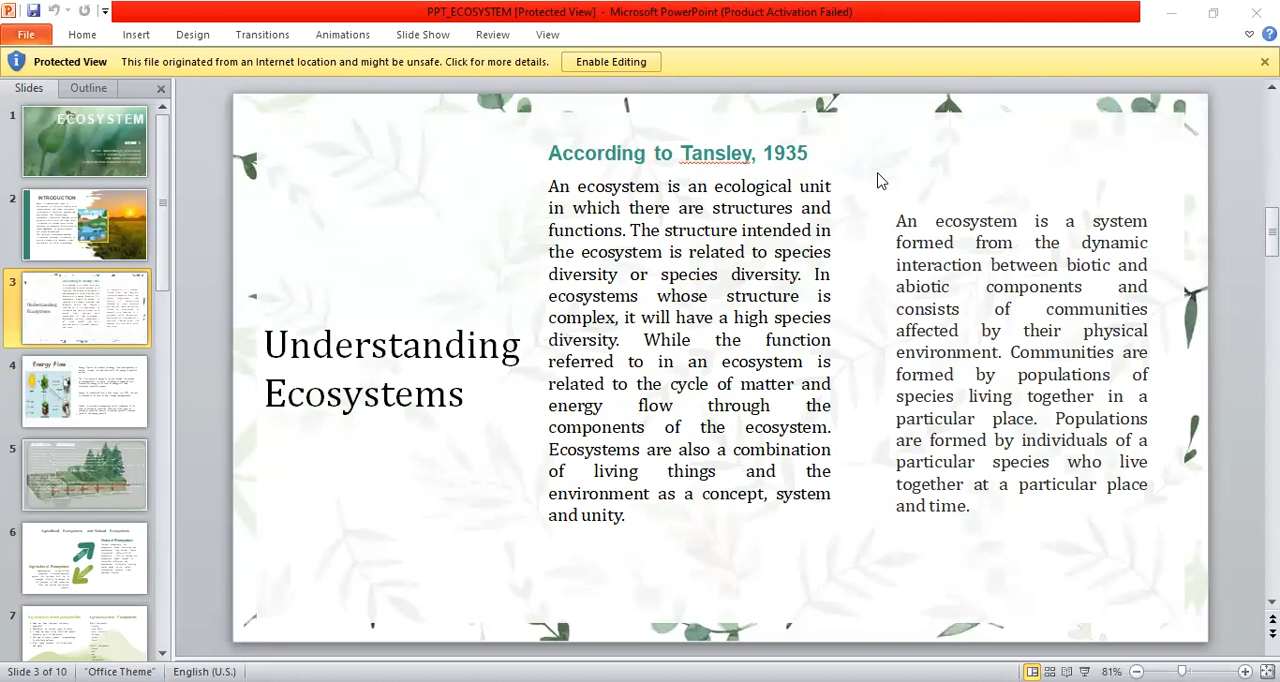 PPT_ECOSYSTEM [Protected View] - Microsoft PowerPoint (Product Activation Failed)
File Home Insert Design Transitions Animations Slide Show Review View
Protected View This file originated from an Internet location and might be unsafe. Click for more details. Enable Editing
Slides Outline
1
ECOSYSTEM
2
INTRODUCTION
3
Understanding
Ecosystems
4
Energy Flow
5
6
7
According to Tansley, 1935
An ecosystem is an ecological unit
in which there are structures and
functions. The structure intended in
the ecosystem is related to species
diversity or species diversity. In
ecosystems whose structure is
complex, it will have a high species
diversity. While the function
referred to in an ecosystem is
related to the cycle of matter and
energy flow through the
components of the ecosystem.
Ecosystems are also a combination
of living things and the
environment as a concept, system
and unity.
Understanding
Ecosystems
An ecosystem is a system
formed from the dynamic
interaction between biotic and
abiotic components and
consists of communities
affected by their physical
environment. Communities are
formed by populations of
species living together in a
particular place. Populations
are formed by individuals of a
particular species who live
together at a particular place
and time.
Slide 3 of 10 "Office Theme" English (U.S.) 81%